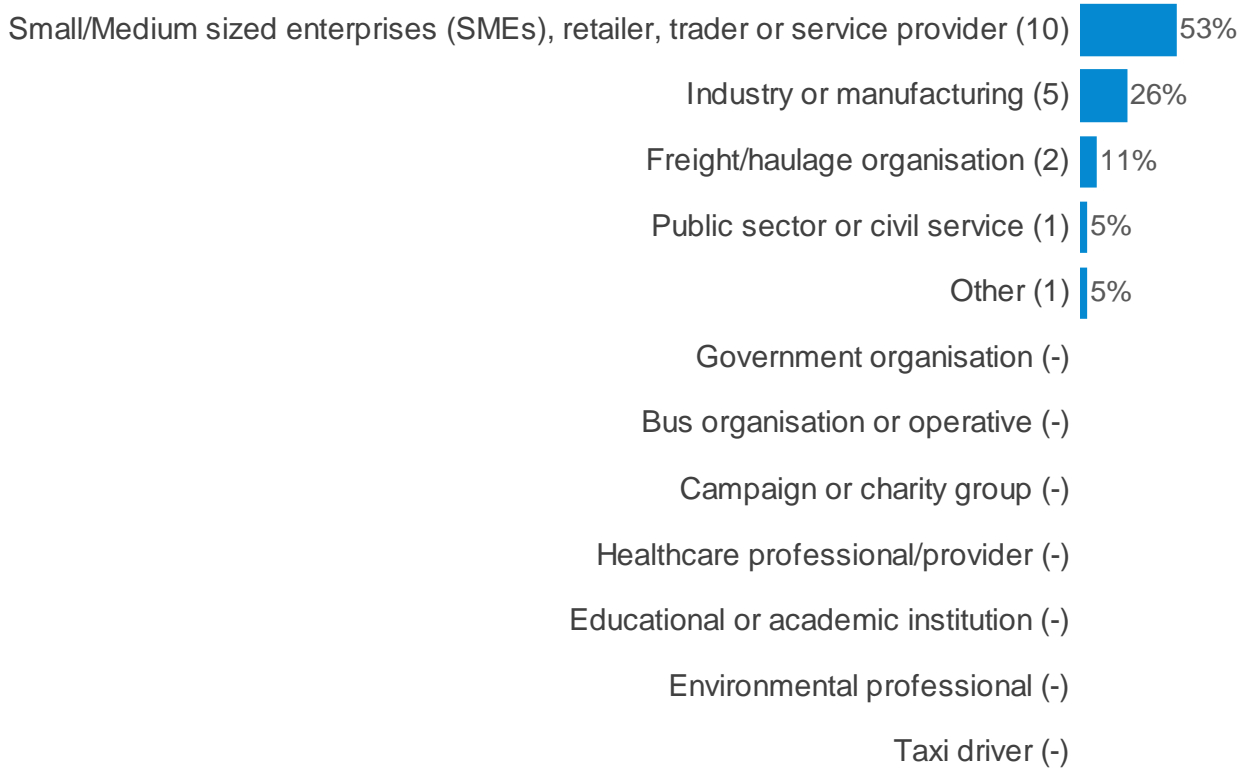 Small/Medium sized enterprises (SMEs), retailer, trader or service provider (10) 53%
Industry or manufacturing (5) 26%
Freight/haulage organisation (2) 11%
Public sector or civil service (1) 5%
Other (1) 5%
Government organisation (-)
Bus organisation or operative (-)
Campaign or charity group (-)
Healthcare professional/provider (-)
Educational or academic institution (-)
Environmental professional (-)
Taxi driver (-)